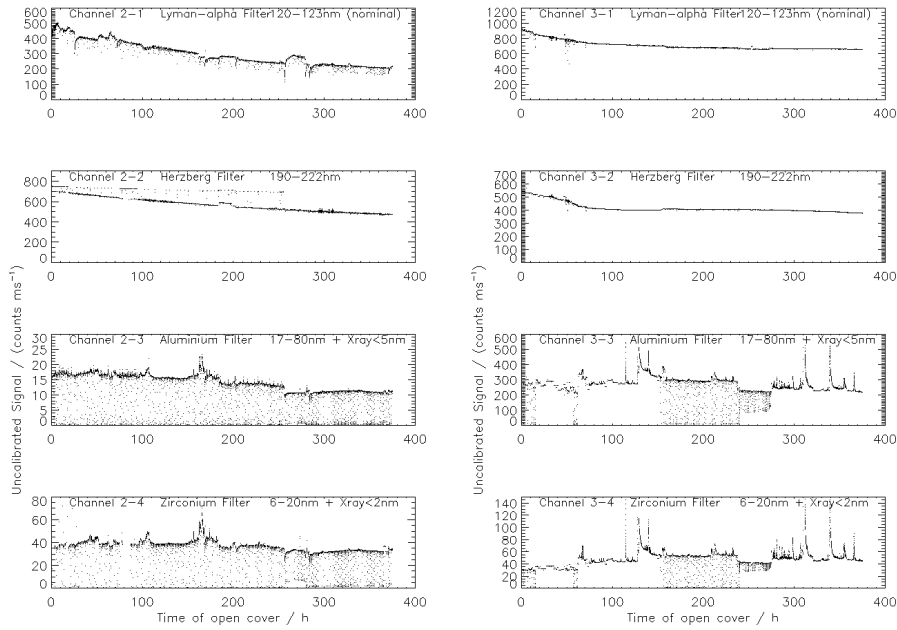 Channel 2-1 Lyman-alpha Filter120-123nm (nominal)
600
500
400
300
200
100
0
0 100 200 300 400
Channel 3-1 Lyman-alpha Filter120-123nm (nominal)
1200
1000
800
600
400
200
0
0 100 200 300 400
Channel 2-2 Herzberg Filter 190-222nm
800
600
400
200
0
0 100 200 300 400
Channel 3-2 Herzberg Filter 190-222nm
700
600
500
400
300
200
100
0
0 100 200 300 400
Channel 2-3 Aluminium Filter 17-80nm + Xray<5nm
30
25
20
15
10
5
0
0 100 200 300 400
Channel 3-3 Aluminium Filter 17-80nm + Xray<5nm
600
500
400
300
200
100
0
0 100 200 300 400
Channel 2-4 Zirconium Filter 6-20nm + Xray<2nm
80
60
40
20
0
0 100 200 300 400
Time of open cover / h
Channel 3-4 Zirconium Filter 6-20nm + Xray<2nm
140
120
100
80
60
40
20
0
0 100 200 300 400
Time of open cover / h
Uncalibrated Signal / (counts ms⁻¹)
Uncalibrated Signal / (counts ms⁻¹)